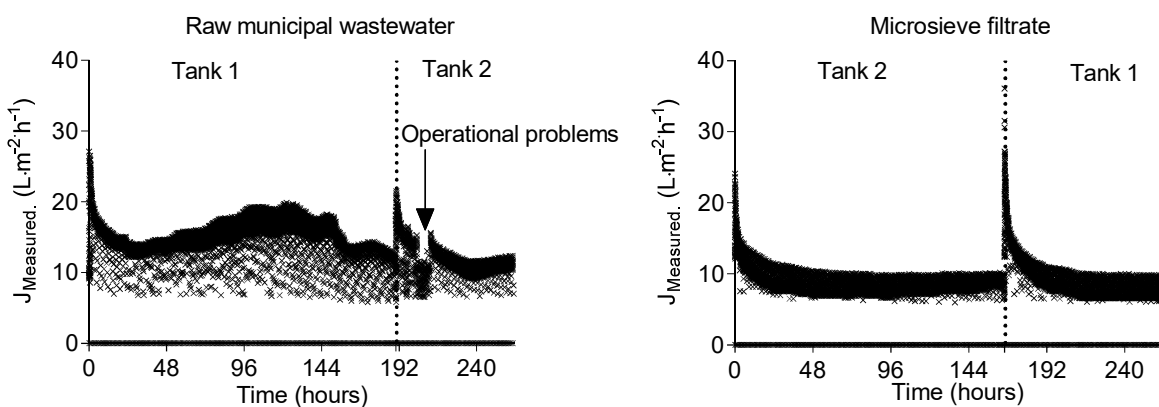 Raw municipal wastewater
40
30
20
10
0
J Measured. (L·m-2·h-1)
Tank 1
Tank 2
Operational problems
0 48 96 144 192 240
Time (hours)
Microsieve filtrate
40
30
20
10
0
J Measured. (L·m-2·h-1)
Tank 2
Tank 1
0 48 96 144 192 240
Time (hours)